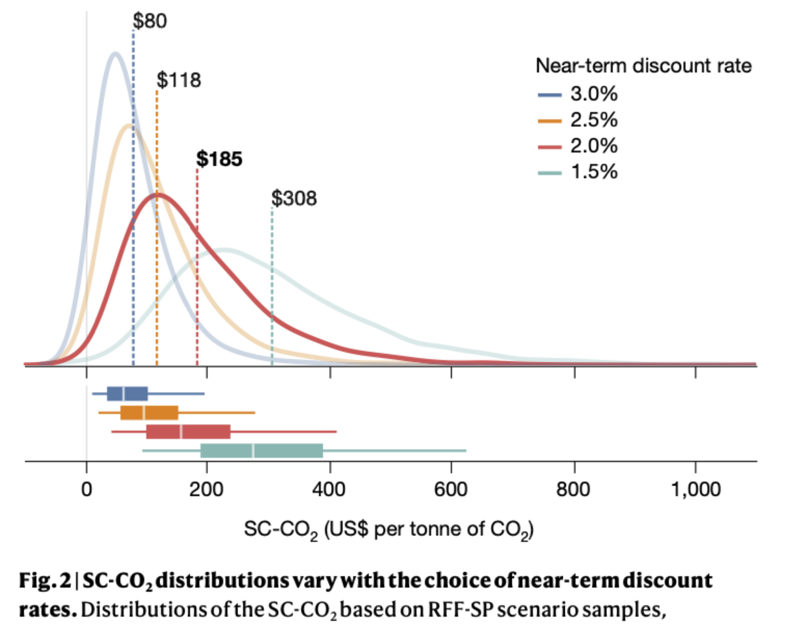 $80
$118
$185
$308
Near-term discount rate
3.0%
2.5%
2.0%
1.5%
0 200 400 600 800 1,000
SC-CO₂ (US$ per tonne of CO₂)
Fig. 2 | SC-CO₂ distributions vary with the choice of near-term discount
rates. Distributions of the SC-CO₂ based on RFF-SP scenario samples,